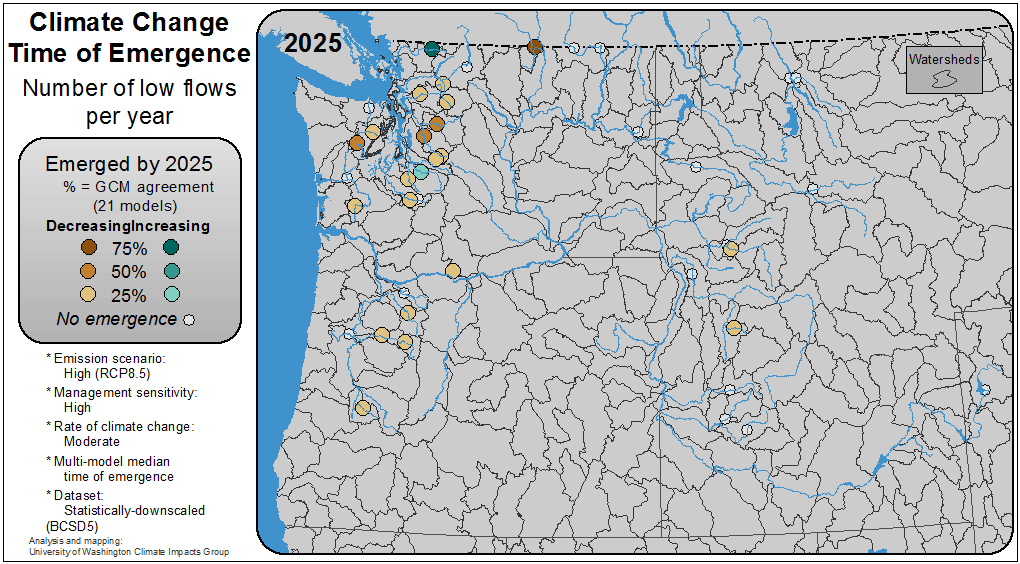 Climate Change
Time of Emergence
Number of low flows
per year
Emerged by 2025
% = GCM agreement
(21 models)
DecreasingIncreasing
75%
50%
25%
No emergence
* Emission scenario:
High (RCP8.5)
* Management sensitivity:
High
* Rate of climate change:
Moderate
* Multi-model median
time of emergence
* Dataset:
Statistically-downscaled
(BCSD5)
Analysis and mapping:
University of Washington Climate Impacts Group
2025
Watersheds